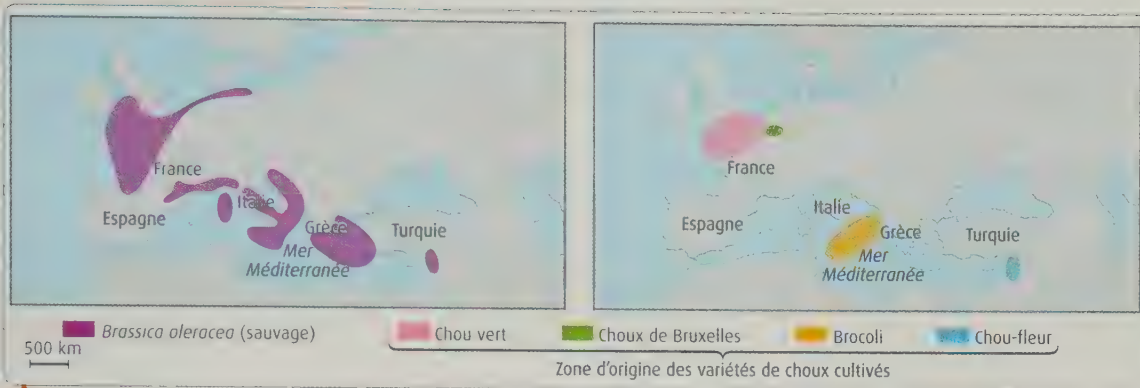 France
Espagne
Italie
Grèce
Turquie
Mer
Méditerranée
France
Espagne
Italie
Grèce
Turquie
Mer
Méditerranée
Brassica oleracea (sauvage)
Chou vert
Choux de Bruxelles
Brocoli
Chou-fleur
500 km
Zone d'origine des variétés de choux cultivés